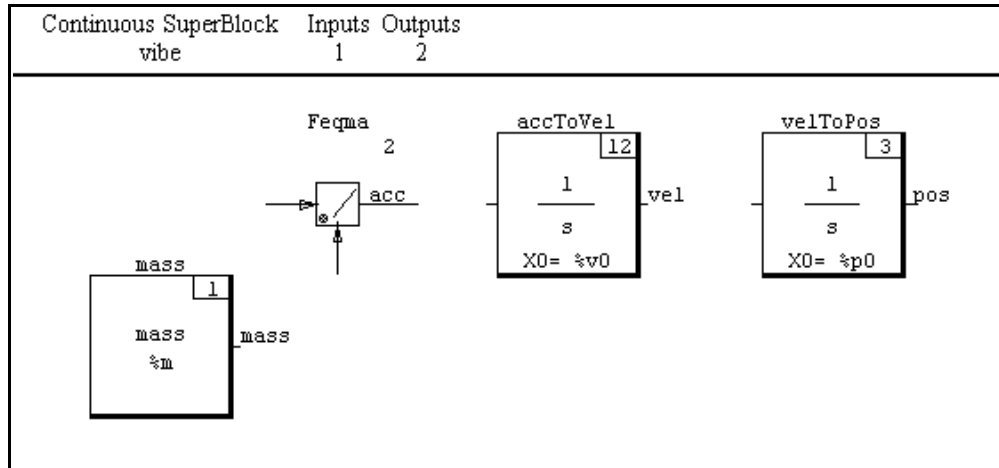 Continuous SuperBlock Inputs Outputs
vibe 1 2
Feqma
2
acc
accToVel
12
1
s
X0= %v0
vel
velToPos
3
1
s
X0= %p0
pos
mass
1
mass
%m
mass